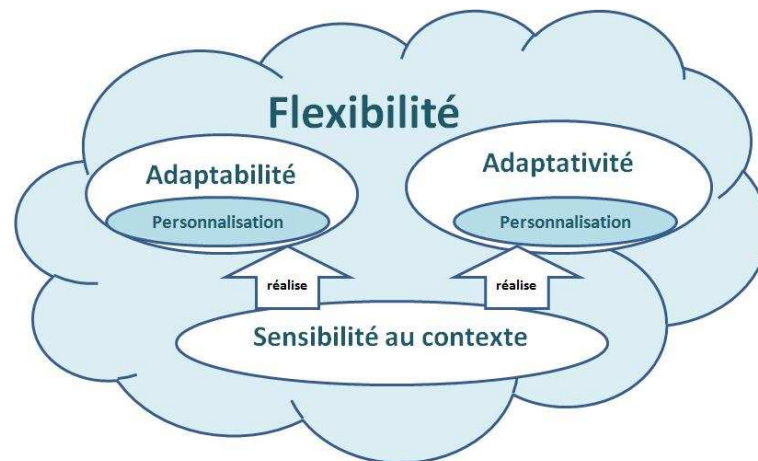 Flexibilité
Adaptabilité
Personnalisation
Adaptativité
Personnalisation
réalise
réalise
Sensibilité au contexte